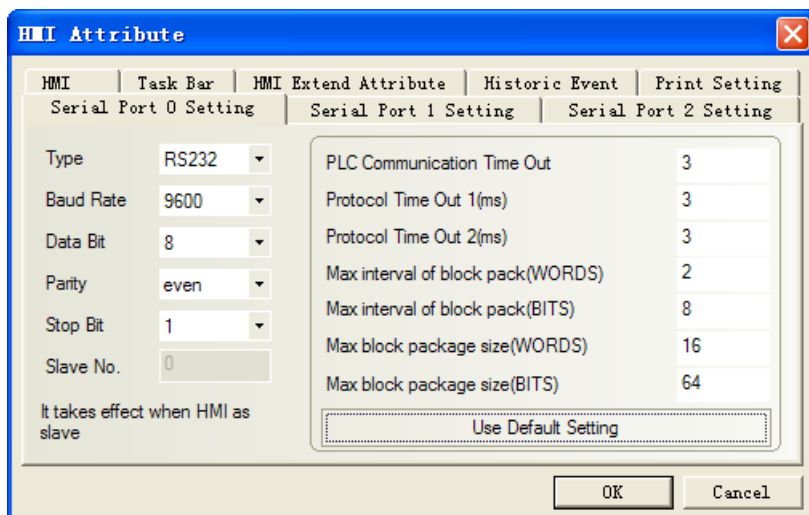 HMI Attribute
HMI Task Bar HMI Extend Attribute Historic Event Print Setting
Serial Port 0 Setting Serial Port 1 Setting Serial Port 2 Setting
Type RS232
Baud Rate 9600
Data Bit 8
Parity even
Stop Bit 1
Slave No. 0
It takes effect when HMI as
slave
PLC Communication Time Out 3
Protocol Time Out 1(ms) 3
Protocol Time Out 2(ms) 3
Max interval of block pack(WORDS) 2
Max interval of block pack(BITS) 8
Max block package size(WORDS) 16
Max block package size(BITS) 64
Use Default Setting
OK Cancel